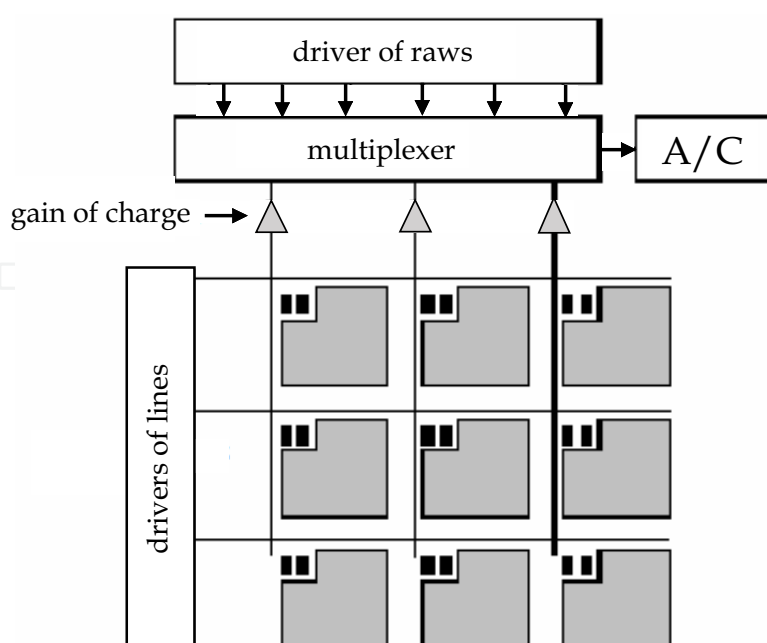 driver of raws
multiplexer
A/C
gain of charge
drivers of lines